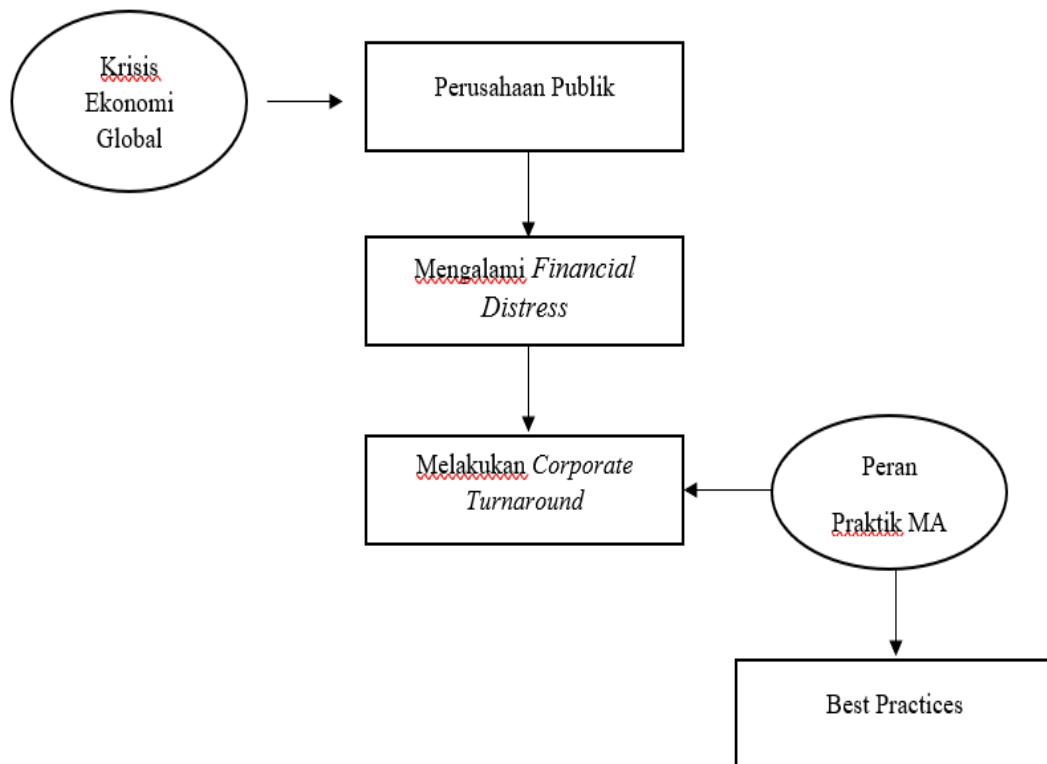 Krisis
Ekonomi
Global
Perusahaan Publik
Mengalami Financial
Distress
Melakukan Corporate
Turnaround
Peran
Praktik MA
Best Practices